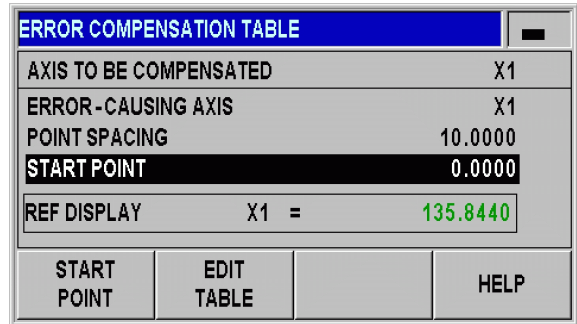 ERROR COMPENSATION TABLE
AXIS TO BE COMPENSATED X1
ERROR-CAUSING AXIS X1
POINT SPACING 10.0000
START POINT 0.0000
REF DISPLAY X1 = 135.8440
START POINT
EDIT TABLE
HELP